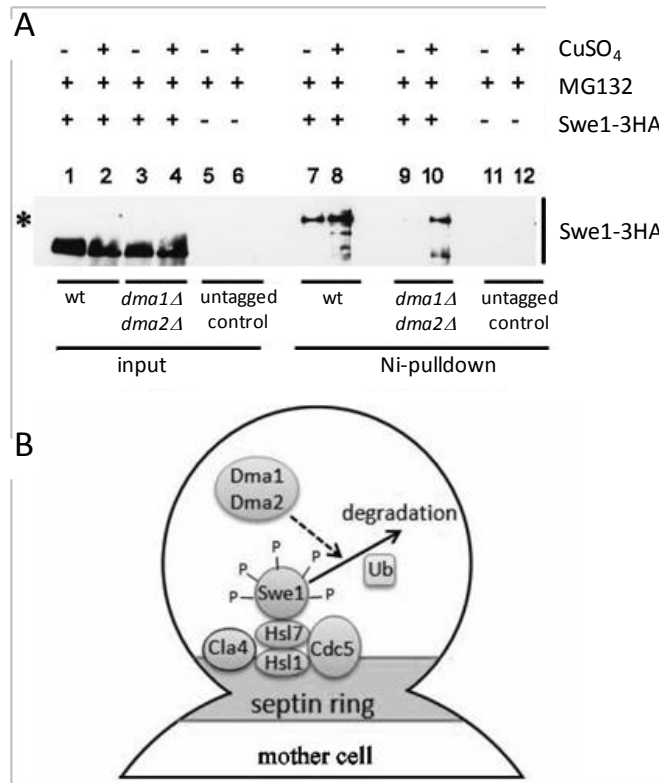 A
- + - + - + - + - + - + CuSO₄
+ + + + + + + + + + + + MG132
+ + + + - - + + + + - - Swe1-3HA
1 2 3 4 5 6 7 8 9 10 11 12
* Swe1-3HA
wt dma1Δ untagged wt dma1Δ untagged
dma2Δ control dma2Δ control
input Ni-pulldown
B
Dma1
Dma2
degradation
P P P P P
Ub
Swe1
Hsl7
Cla4 Cdc5
Hsl1
septin ring
mother cell